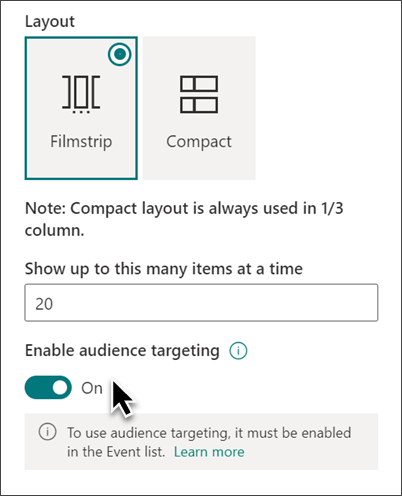 Layout
Filmstrip
Compact
Note: Compact layout is always used in 1/3
column.
Show up to this many items at a time
20
Enable audience targeting
On
To use audience targeting, it must be enabled
in the Event list. Learn more